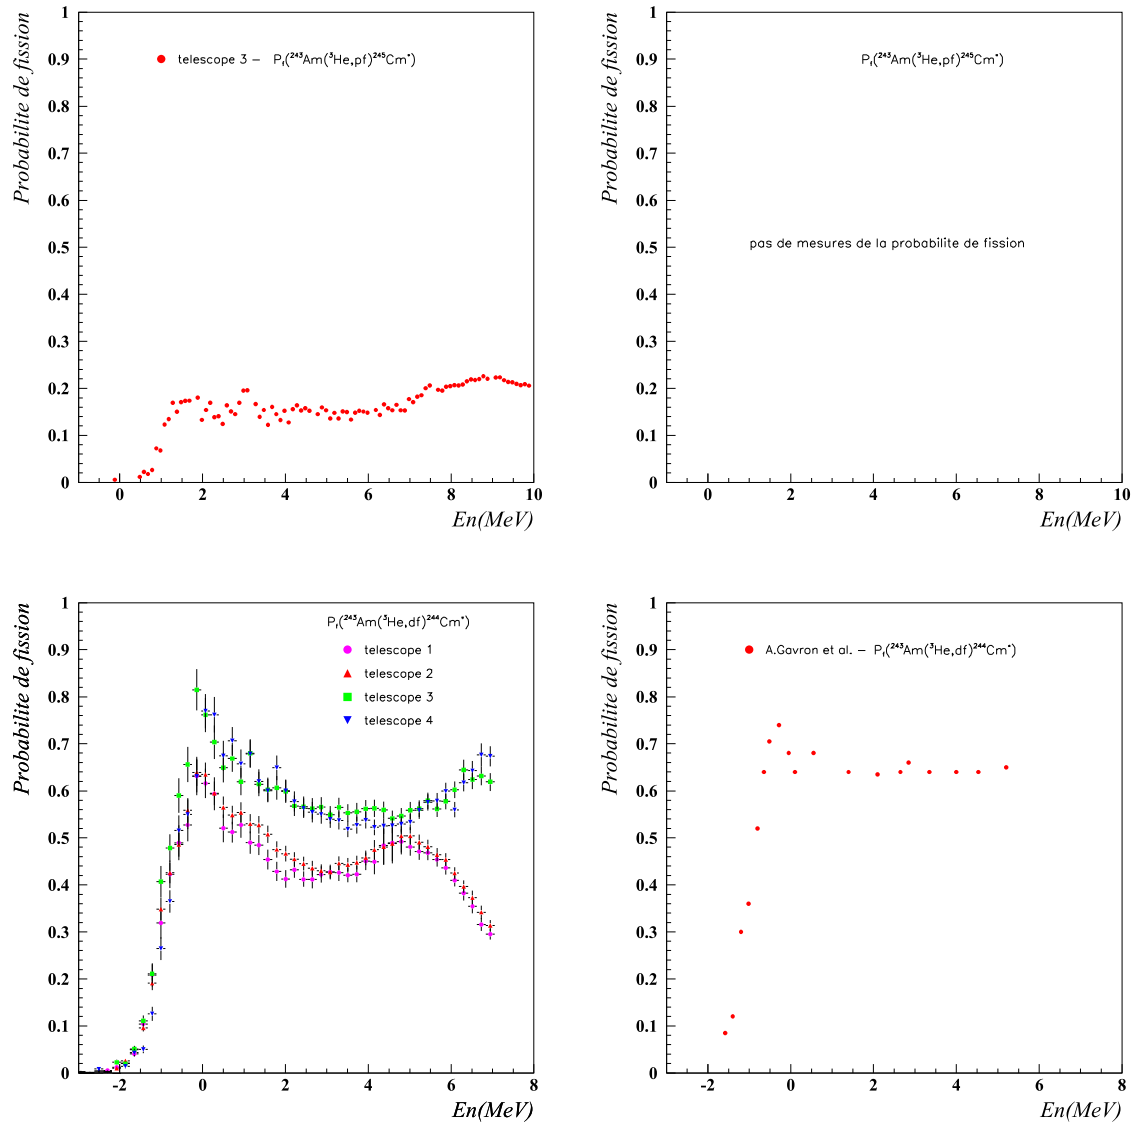 Probabilite de fission
1
0.9
0.8
0.7
0.6
0.5
0.4
0.3
0.2
0.1
0
telescope 3 – Pf(²⁴³Am(³He,pf)²⁴⁵Cm*)
0 2 4 6 8 10
En(MeV)
Probabilite de fission
1
0.9
0.8
0.7
0.6
0.5
0.4
0.3
0.2
0.1
0
Pf(²⁴³Am(³He,pf)²⁴⁵Cm*)
pas de mesures de la probabilite de fission
0 2 4 6 8 10
En(MeV)
Probabilite de fission
1
0.9
0.8
0.7
0.6
0.5
0.4
0.3
0.2
0.1
0
Pf(²⁴³Am(³He,df)²⁴⁴Cm*)
telescope 1
telescope 2
telescope 3
telescope 4
-2 0 2 4 6 8
En(MeV)
Probabilite de fission
1
0.9
0.8
0.7
0.6
0.5
0.4
0.3
0.2
0.1
0
A.Gavron et al. – Pf(²⁴³Am(³He,df)²⁴⁴Cm*)
-2 0 2 4 6 8
En(MeV)